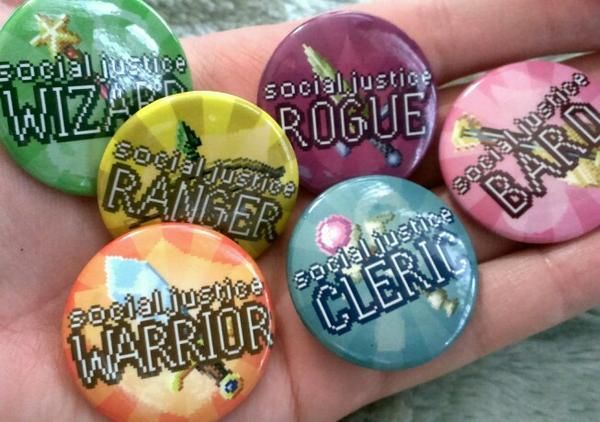 social justice
WIZARD
social justice
ROGUE
social justice
BARD
social justice
RANGER
social justice
CLERIC
social justice
WARRIOR